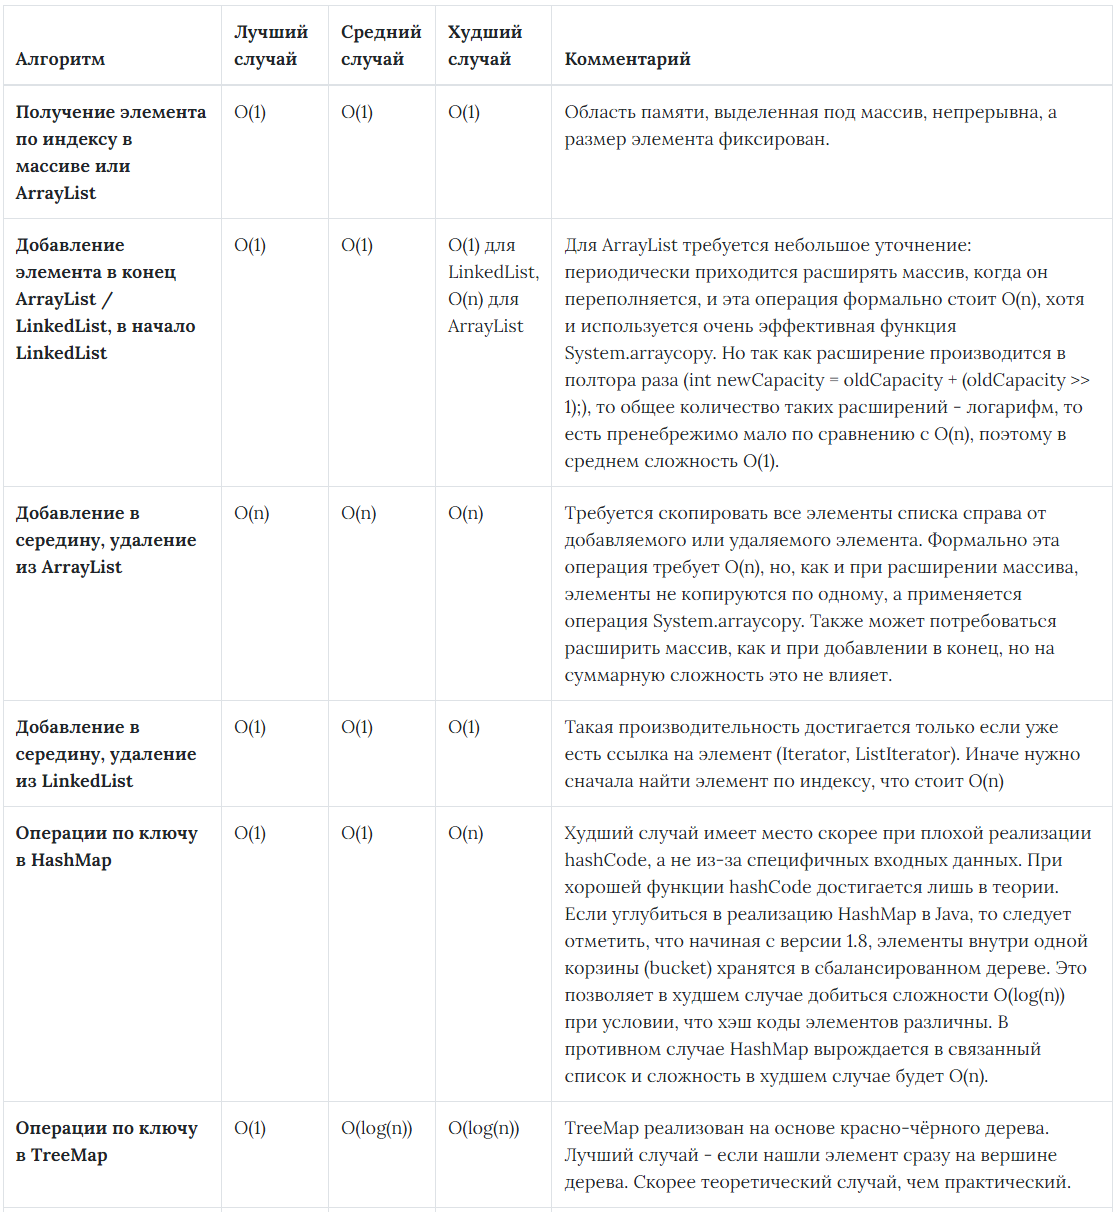 Алгоритм
Лучший
случай
Средний
случай
Худший
случай
Комментарий
Получение элемента
по индексу в
массиве или
ArrayList
O(1)
O(1)
O(1)
Область памяти, выделенная под массив, непрерывна, а
размер элемента фиксирован.
Добавление
элемента в конец
ArrayList /
LinkedList, в начало
LinkedList
O(1)
O(1)
O(1) для
LinkedList,
O(n) для
ArrayList
Для ArrayList требуется небольшое уточнение:
периодически приходится расширять массив, когда он
переполняется, и эта операция формально стоит O(n), хотя
и используется очень эффективная функция
System.arraycopy. Но так как расширение производится в
полтора раза (int newCapacity = oldCapacity + (oldCapacity >>
1);), то общее количество таких расширений - логарифм, то
есть пренебрежимо мало по сравнению с O(n), поэтому в
среднем сложность O(1).
Добавление в
середину, удаление
из ArrayList
O(n)
O(n)
O(n)
Требуется скопировать все элементы списка справа от
добавляемого или удаляемого элемента. Формально эта
операция требует O(n), но, как и при расширении массива,
элементы не копируются по одному, а применяется
операция System.arraycopy. Также может потребоваться
расширить массив, как и при добавлении в конец, но на
суммарную сложность это не влияет.
Добавление в
середину, удаление
из LinkedList
O(1)
O(1)
O(1)
Такая производительность достигается только если уже
есть ссылка на элемент (Iterator, ListIterator). Иначе нужно
сначала найти элемент по индексу, что стоит O(n)
Операции по ключу
в HashMap
O(1)
O(1)
O(n)
Худший случай имеет место скорее при плохой реализации
hashCode, а не из-за специфичных входных данных. При
хорошей функции hashCode достигается лишь в теории.
Если углубиться в реализацию HashMap в Java, то следует
отметить, что начиная с версии 1.8, элементы внутри одной
корзины (bucket) хранятся в сбалансированном дереве. Это
позволяет в худшем случае добиться сложности O(log(n))
при условии, что хэш коды элементов различны. В
противном случае HashMap вырождается в связанный
список и сложность в худшем случае будет O(n).
Операции по ключу
в TreeMap
O(1)
O(log(n))
O(log(n))
TreeMap реализован на основе красно-чёрного дерева.
Лучший случай - если нашли элемент сразу на вершине
дерева. Скорее теоретический случай, чем практический.